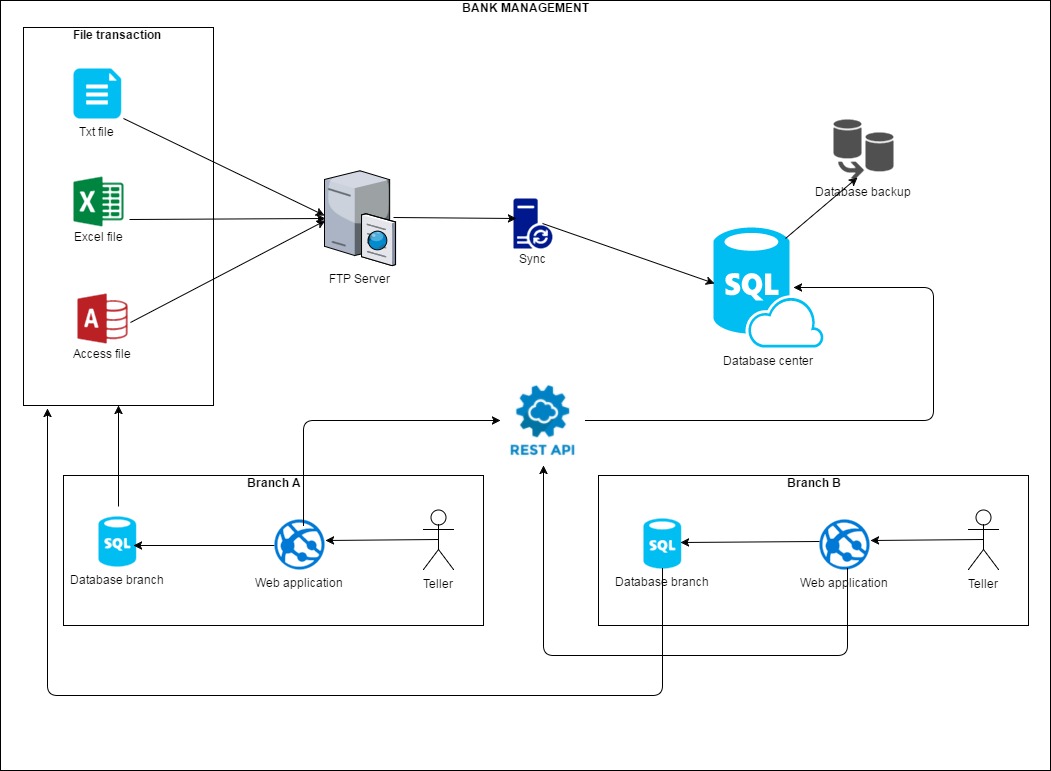 BANK MANAGEMENT
File transaction
Txt file
X
Excel file
A
Access file
FTP Server
Sync
Database backup
SQL
Database center
REST API
Branch A
SQL
Database branch
Web application
Teller
Branch B
SQL
Database branch
Web application
Teller